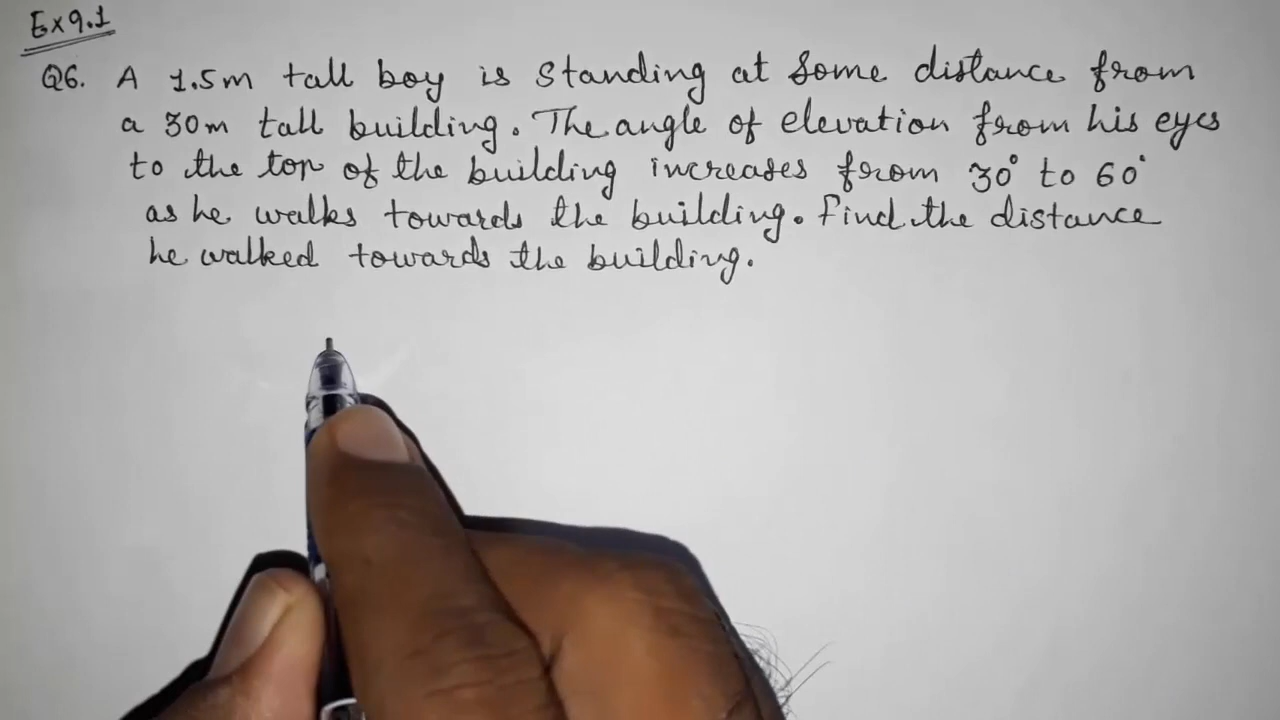 Ex 9.1
Q6. A 1.5m tall boy is standing at some distance from
a 30m tall building. The angle of elevation from his eyes
to the top of the building increases from 30° to 60°
as he walks towards the building. Find the distance
he walked towards the building.